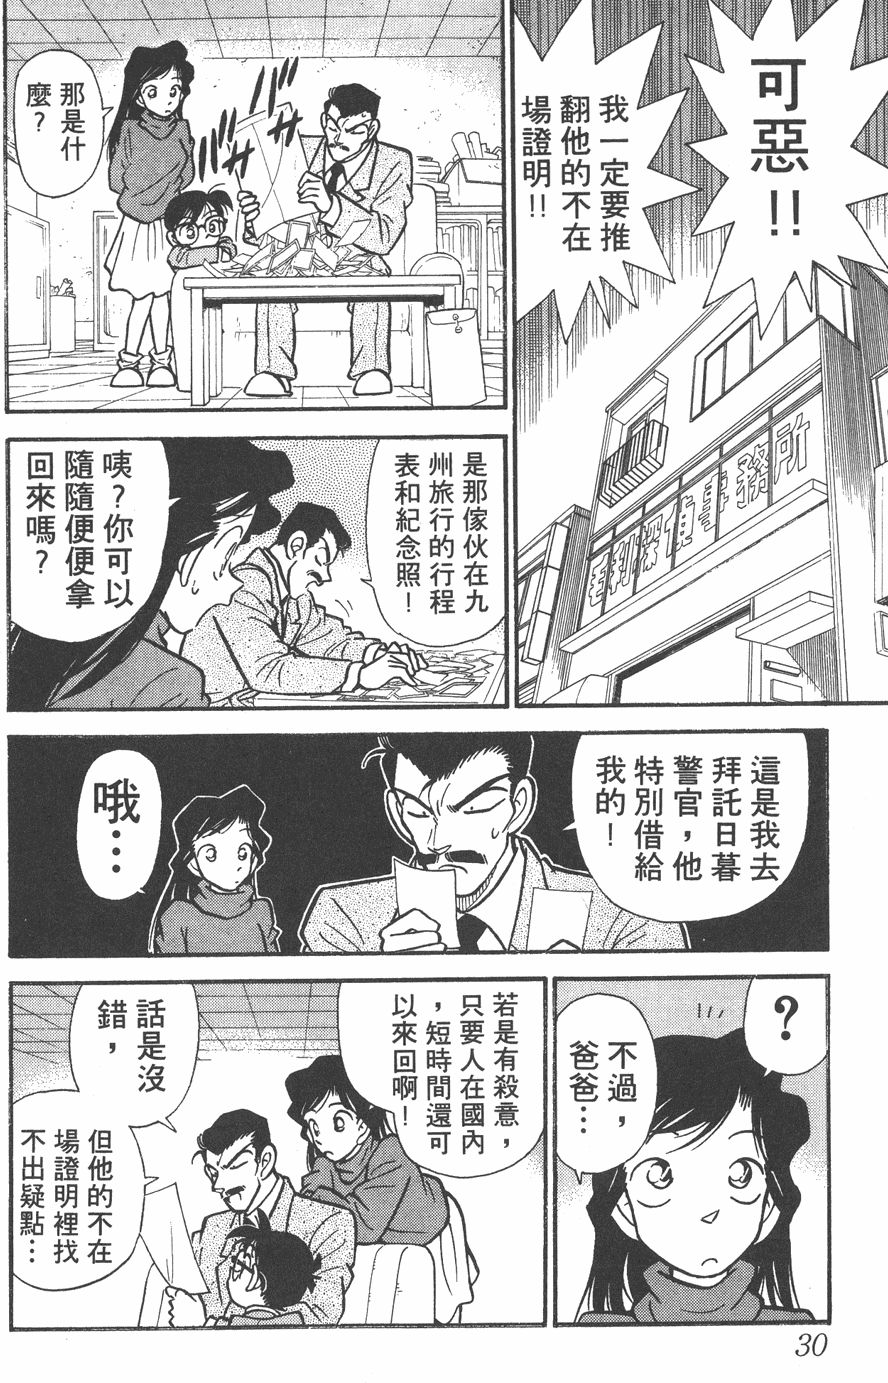 可惡!!
我一定要推
翻他的不在
場證明!!
毛利偵探事務所
那是什
麼?
是那傢伙在九
州旅行的行程
表和紀念照!
咦?你可以
隨隨便便拿
回來嗎?
這是我去
拜託日暮
警官,他
特別借給
我的!
哦…
?
不過,
爸爸…
若是有殺意,
只要人在國內
,短時間還可
以來回啊!
話是沒
錯,
但他的不在
場證明裡找
不出疑點…
30